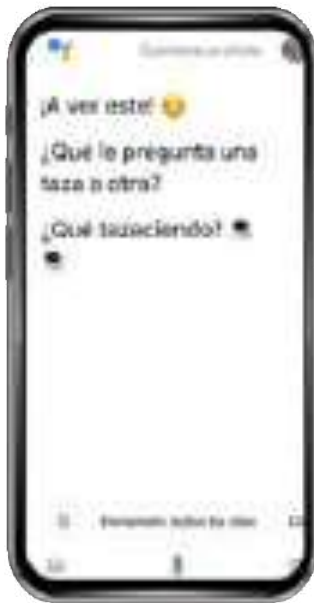 ¡A ver este! 😊
¿Qué le pregunta una
taza a otra?
¿Qué tazaciendo? ☕
☕